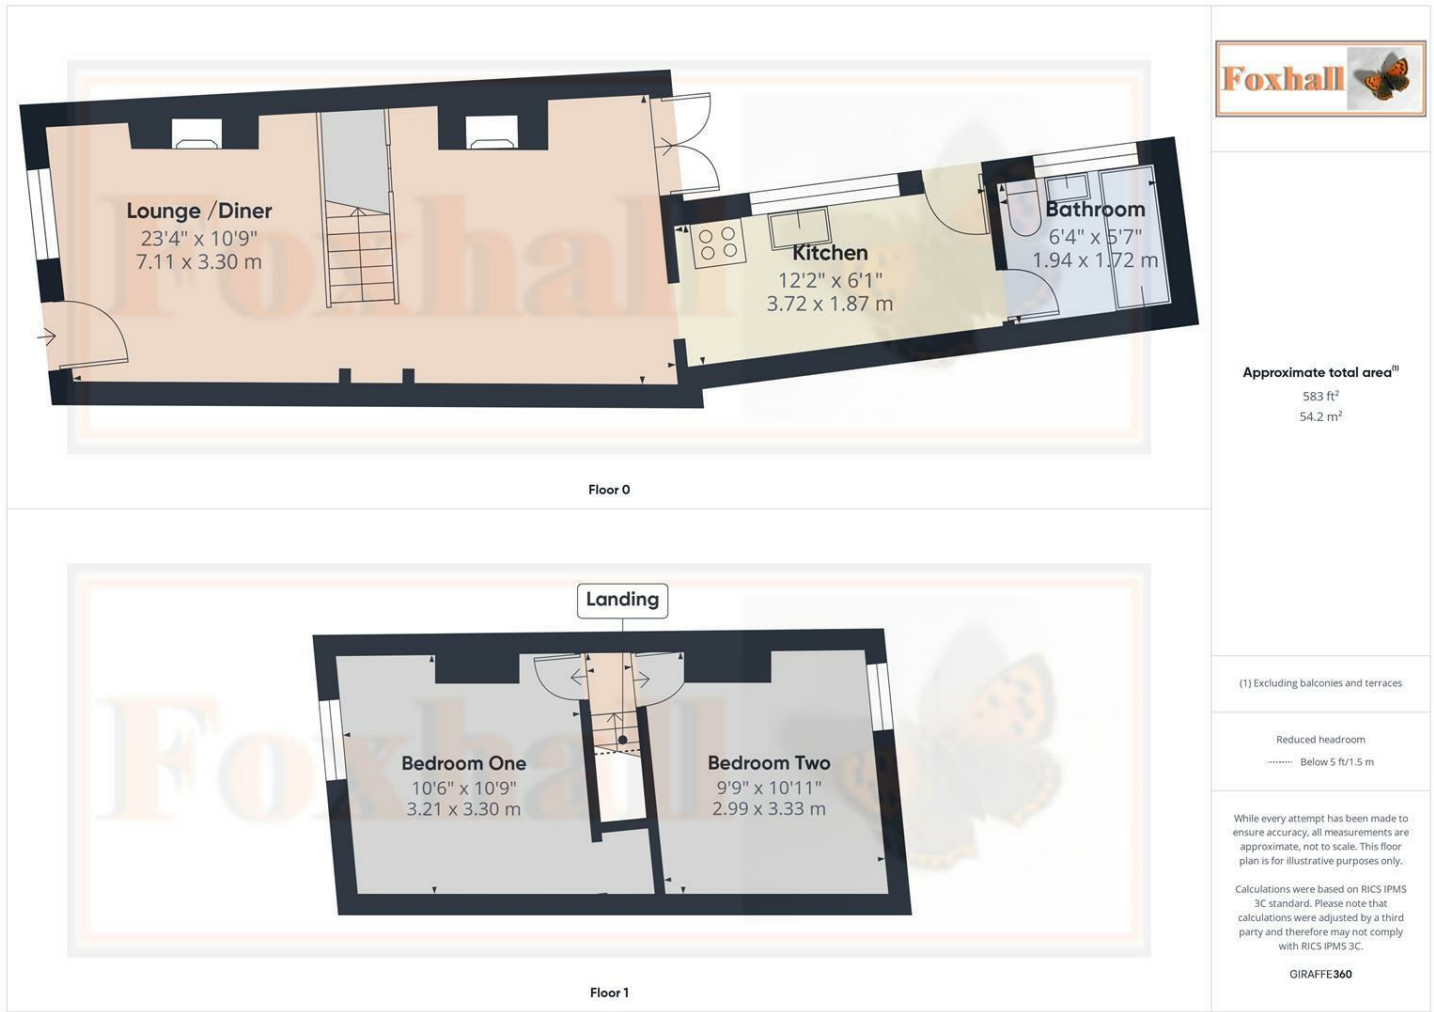 Lounge /Diner
23'4" x 10'9"
7.11 x 3.30 m
Kitchen
12'2" x 6'1"
3.72 x 1.87 m
Bathroom
6'4" x 5'7"
1.94 x 1.72 m
Foxhall
Floor 0
Landing
Bedroom One
10'6" x 10'9"
3.21 x 3.30 m
Bedroom Two
9'9" x 10'11"
2.99 x 3.33 m
Foxhall
Floor 1
Foxhall
Approximate total area(1)
583 ft²
54.2 m²
(1) Excluding balconies and terraces
Reduced headroom
Below 5 ft/1.5 m
While every attempt has been made to
ensure accuracy, all measurements are
approximate, not to scale. This floor
plan is for illustrative purposes only.
Calculations were based on RICS IPMS
3C standard. Please note that
calculations were adjusted by a third
party and therefore may not comply
with RICS IPMS 3C.
GIRAFFE360